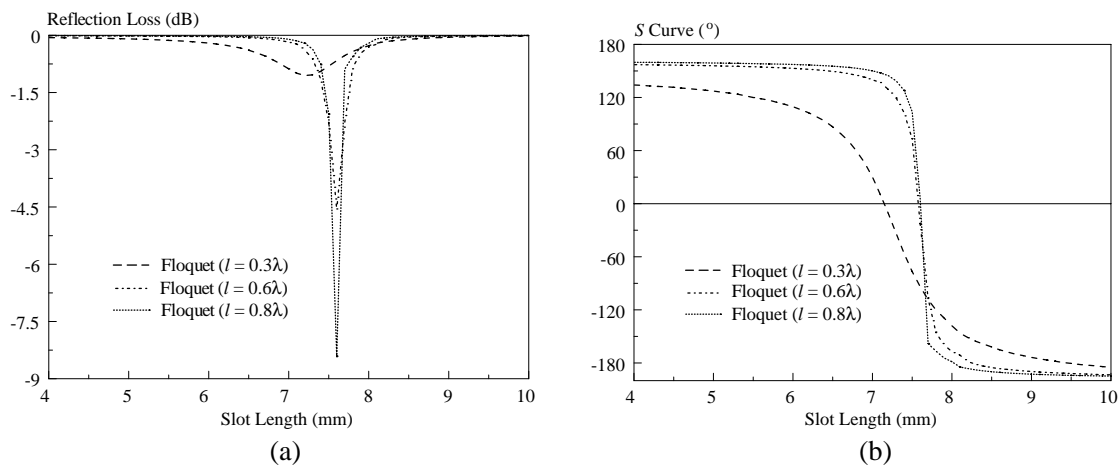 Reflection Loss (dB)
0
-1.5
-3
-4.5
-6
-7.5
-9
Floquet (l = 0.3λ)
Floquet (l = 0.6λ)
Floquet (l = 0.8λ)
4 5 6 7 8 9 10
Slot Length (mm)
(a)
S Curve (°)
180
120
60
0
-60
-120
-180
Floquet (l = 0.3λ)
Floquet (l = 0.6λ)
Floquet (l = 0.8λ)
4 5 6 7 8 9 10
Slot Length (mm)
(b)